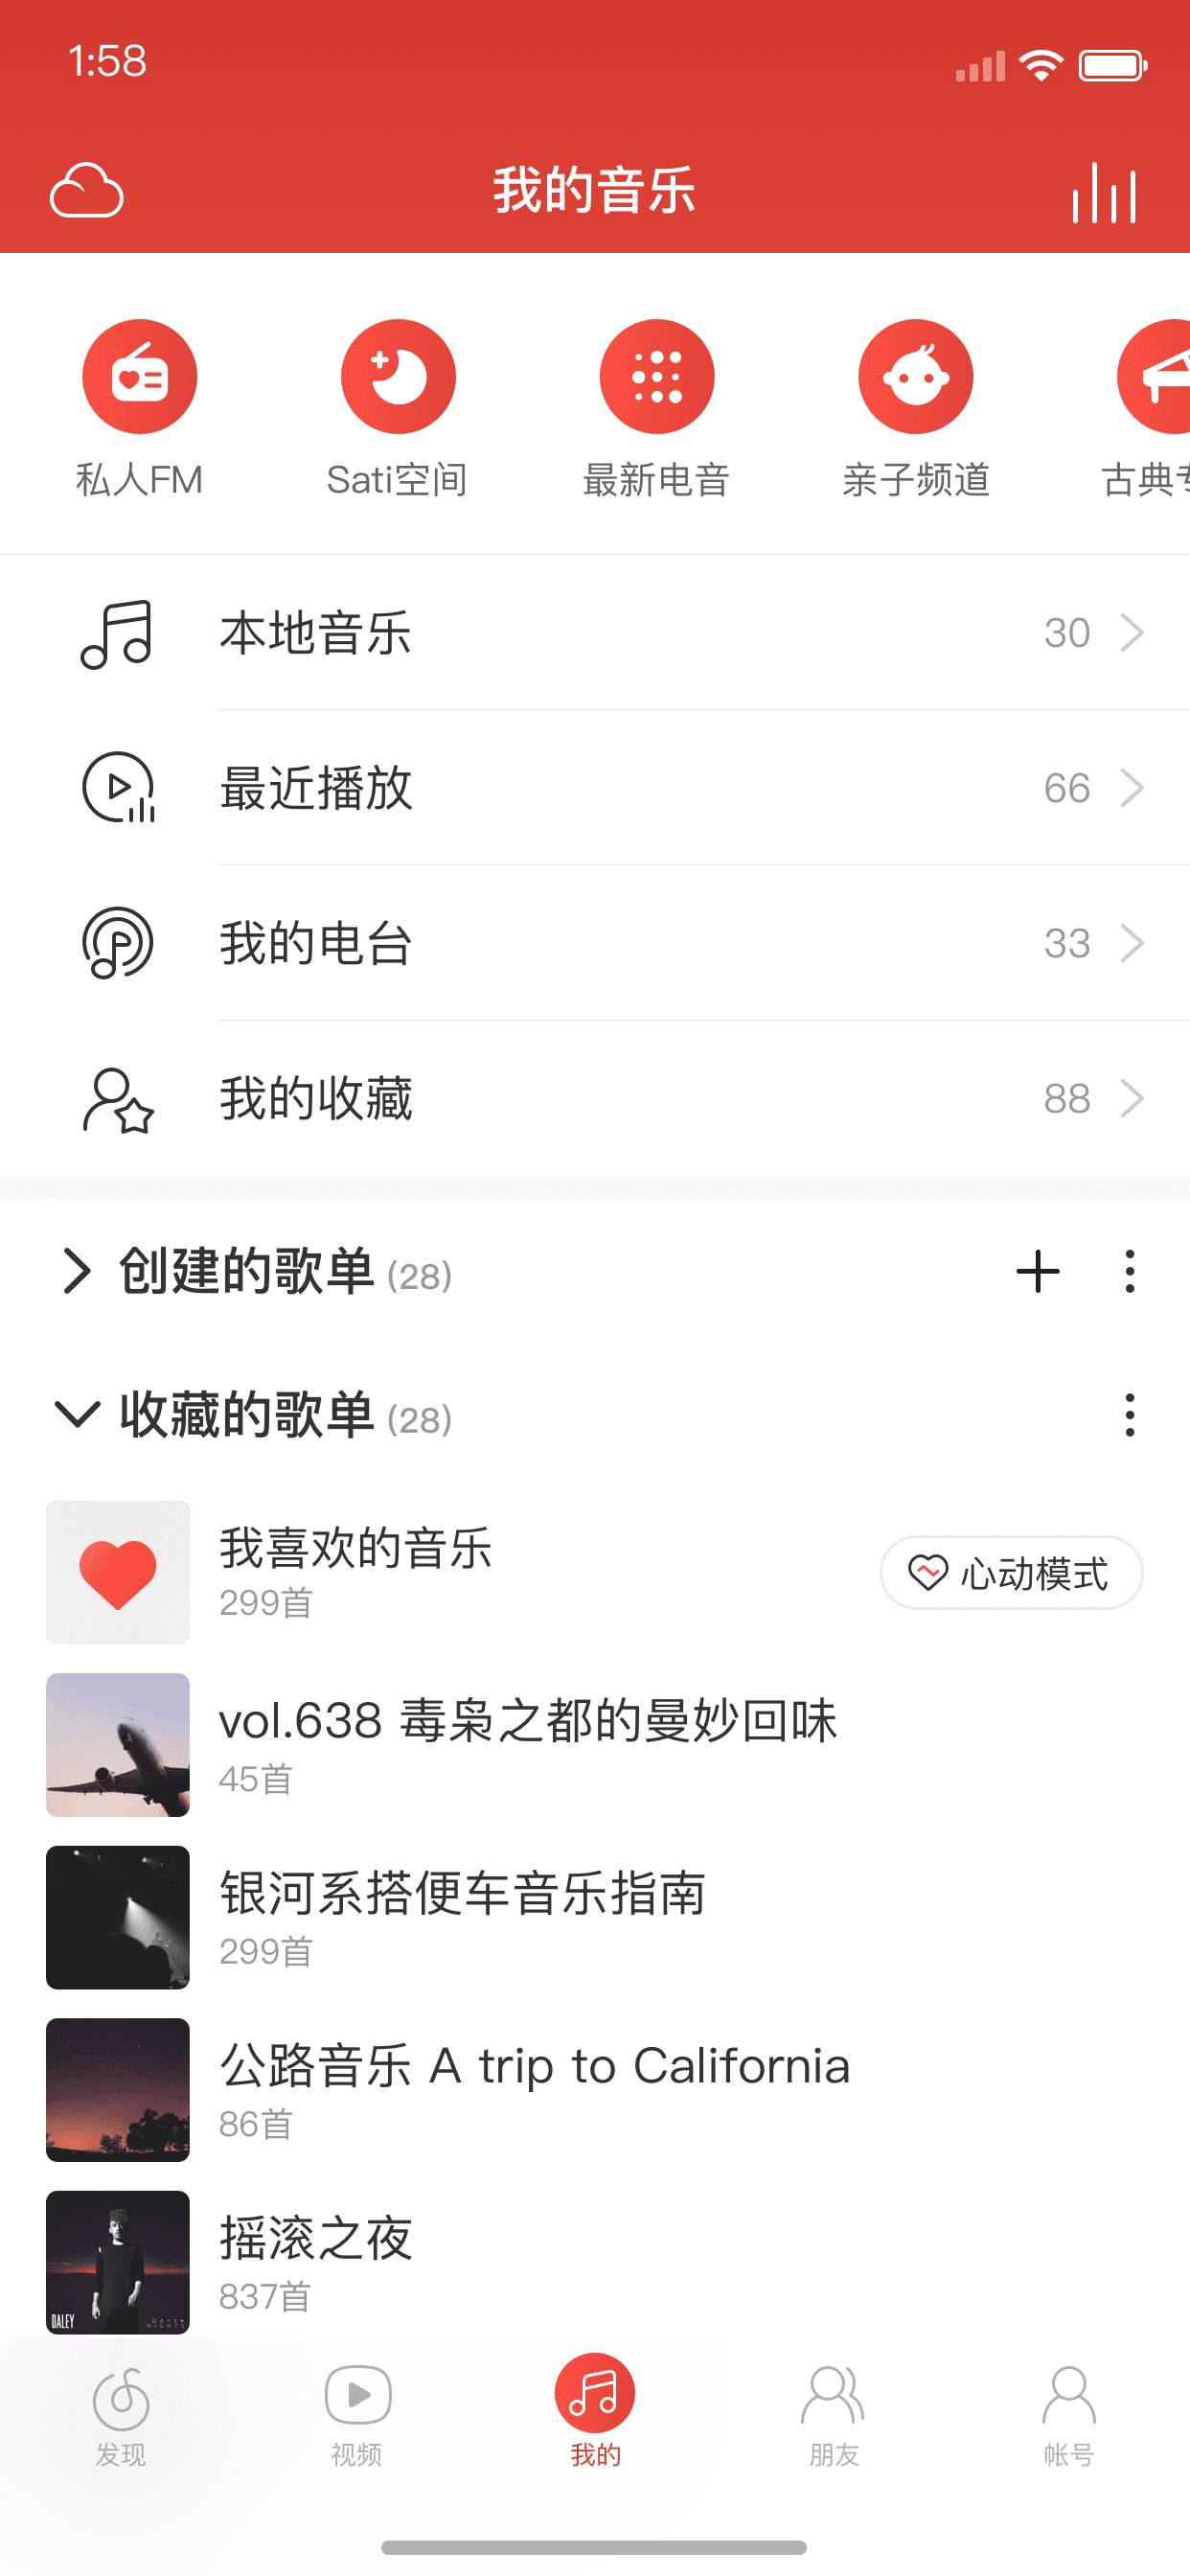 1:58
我的音乐
私人FM
Sati空间
最新电音
亲子频道
古典
本地音乐 30
最近播放 66
我的电台 33
我的收藏 88
创建的歌单 (28)
收藏的歌单 (28)
我喜欢的音乐
299首
心动模式
vol.638 毒枭之都的曼妙回味
45首
银河系搭便车音乐指南
299首
公路音乐 A trip to California
86首
摇滚之夜
837首
DALEY
DAYS+
NIGHTS
发现
视频
我的
朋友
帐号